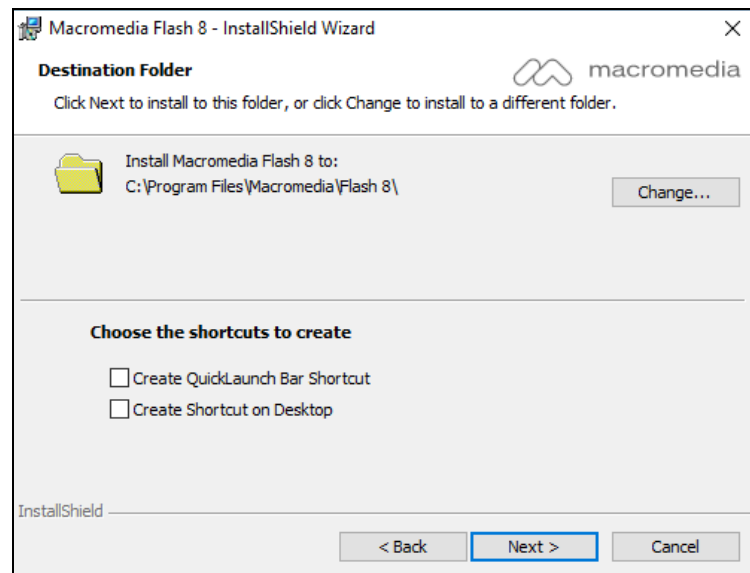 Macromedia Flash 8 - InstallShield Wizard
Destination Folder
macromedia
Click Next to install to this folder, or click Change to install to a different folder.
Install Macromedia Flash 8 to:
C:\Program Files\Macromedia\Flash 8\
Change...
Choose the shortcuts to create
Create QuickLaunch Bar Shortcut
Create Shortcut on Desktop
InstallShield
< Back
Next >
Cancel